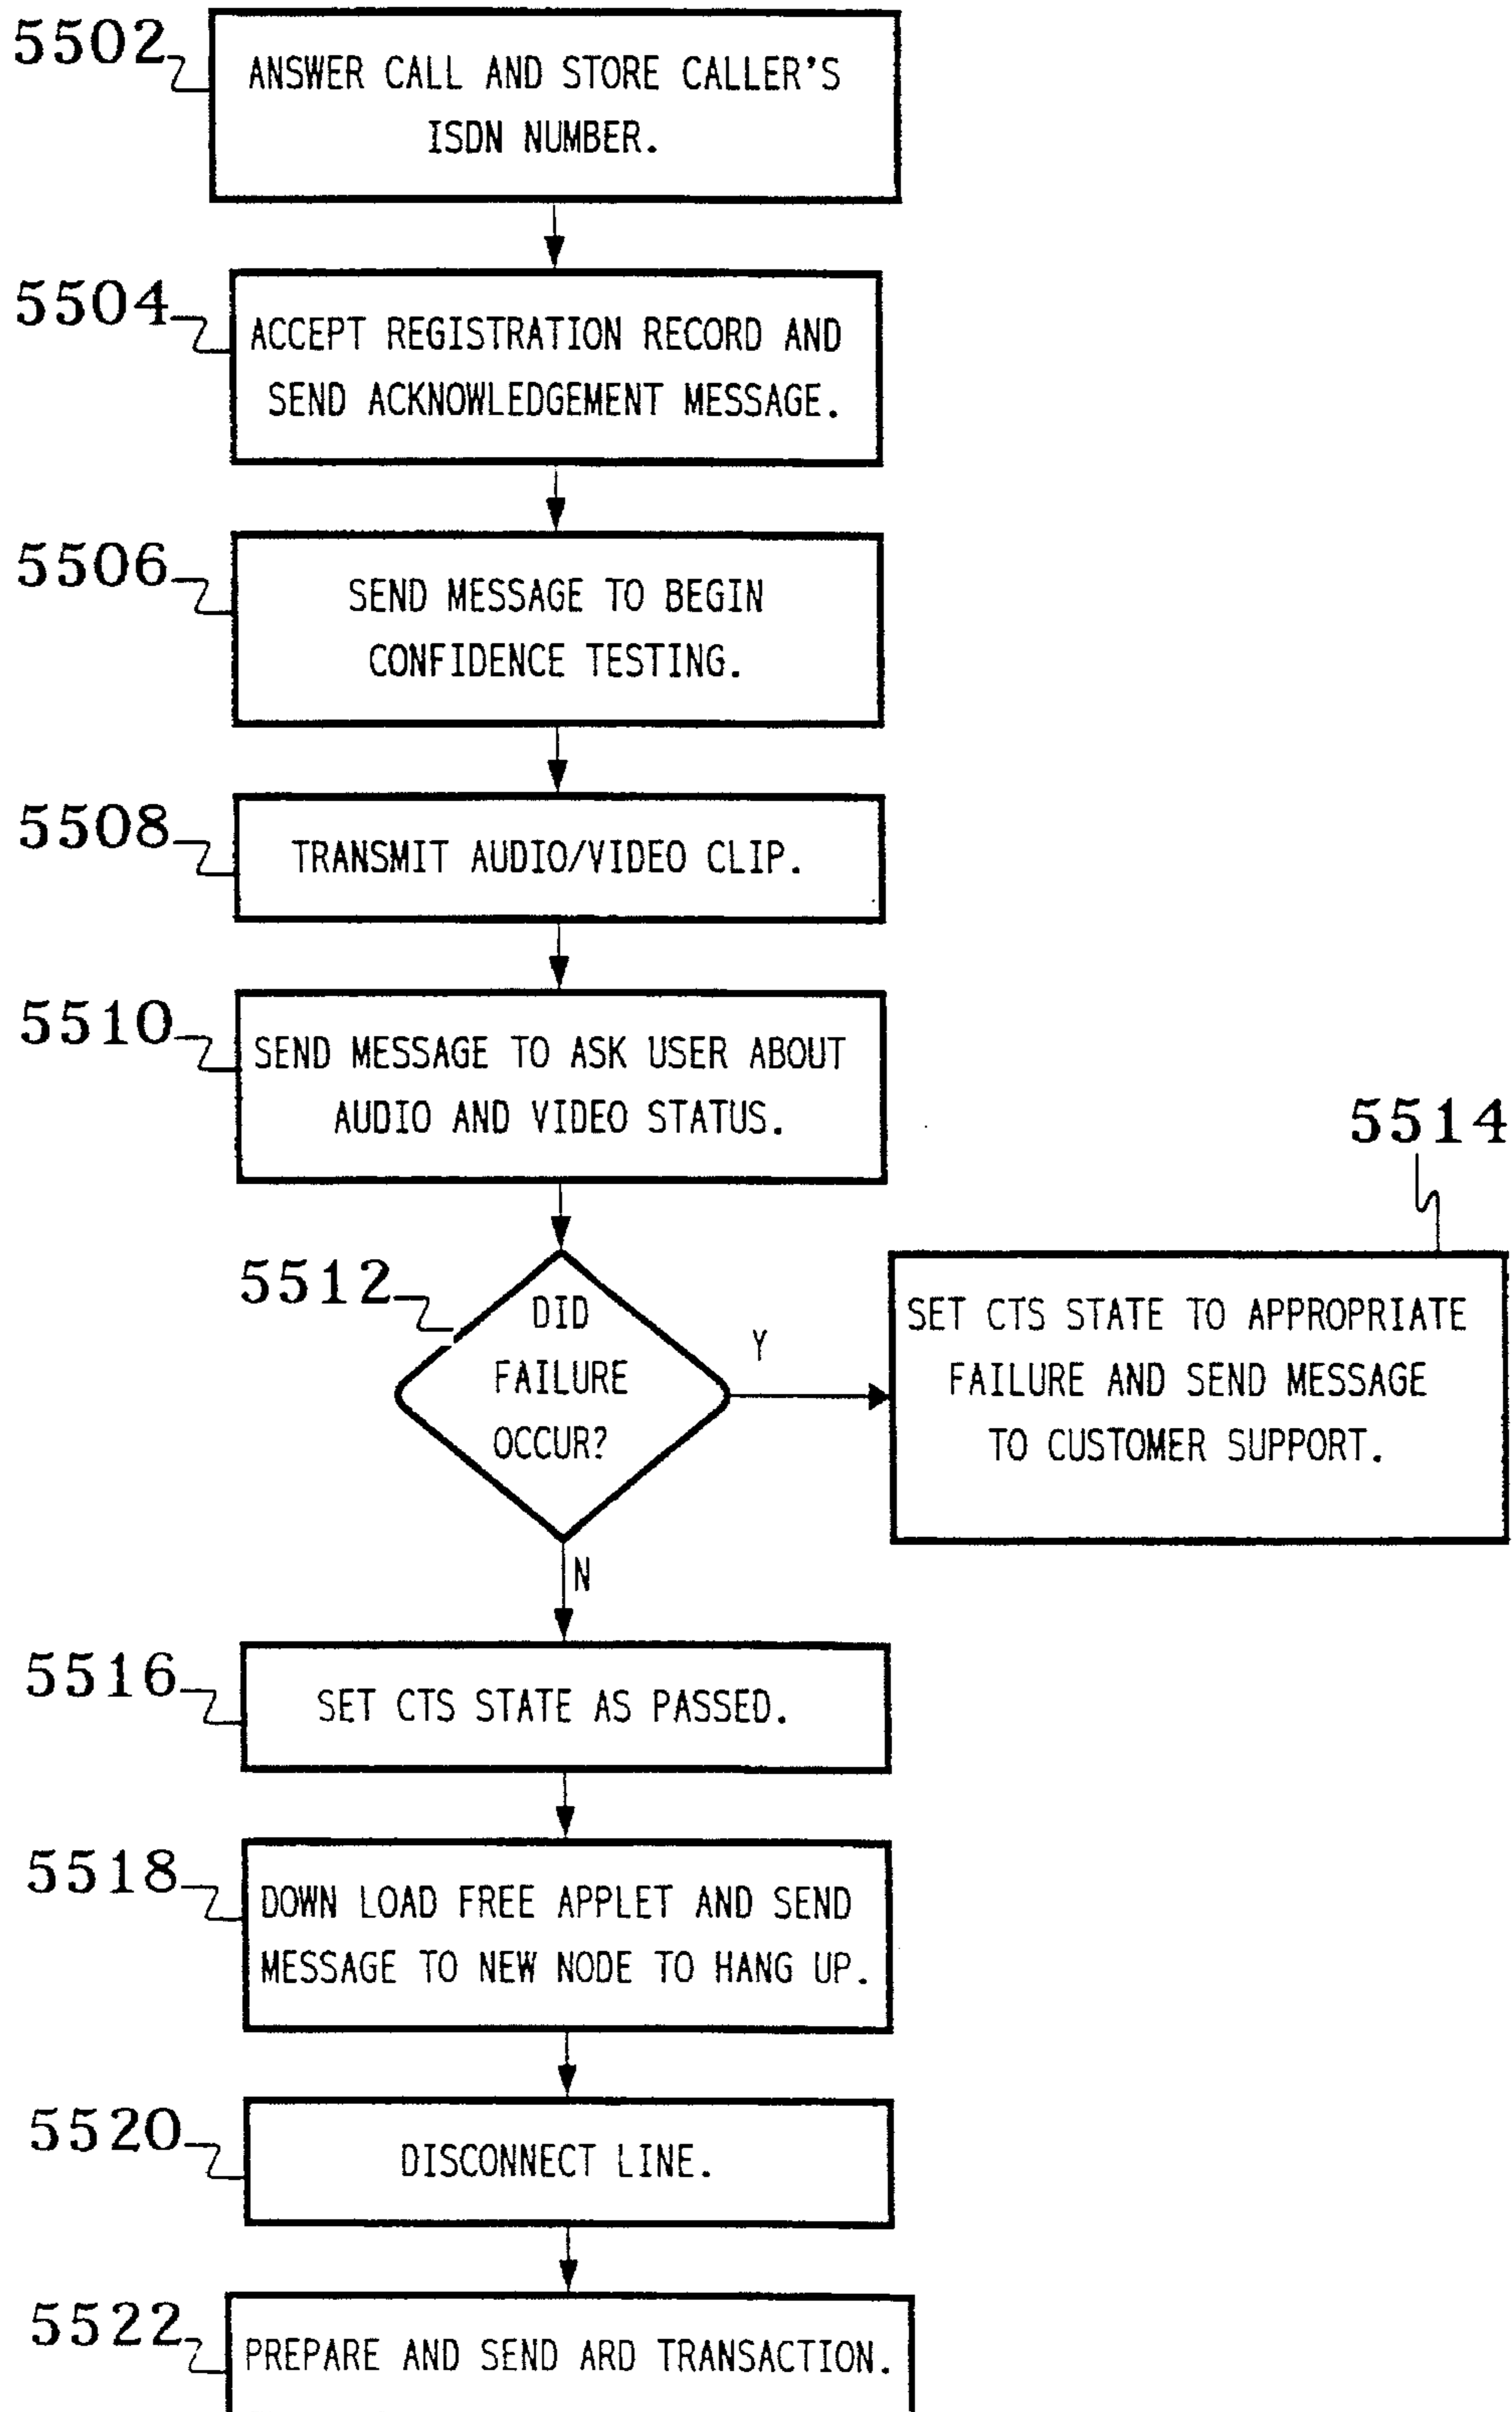 5502
ANSWER CALL AND STORE CALLER'S
ISDN NUMBER.
5504
ACCEPT REGISTRATION RECORD AND
SEND ACKNOWLEDGEMENT MESSAGE.
5506
SEND MESSAGE TO BEGIN
CONFIDENCE TESTING.
5508
TRANSMIT AUDIO/VIDEO CLIP.
5510
SEND MESSAGE TO ASK USER ABOUT
AUDIO AND VIDEO STATUS.
5512
DID
FAILURE
OCCUR?
Y
5514
SET CTS STATE TO APPROPRIATE
FAILURE AND SEND MESSAGE
TO CUSTOMER SUPPORT.
N
5516
SET CTS STATE AS PASSED.
5518
DOWN LOAD FREE APPLET AND SEND
MESSAGE TO NEW NODE TO HANG UP.
5520
DISCONNECT LINE.
5522
PREPARE AND SEND ARD TRANSACTION.